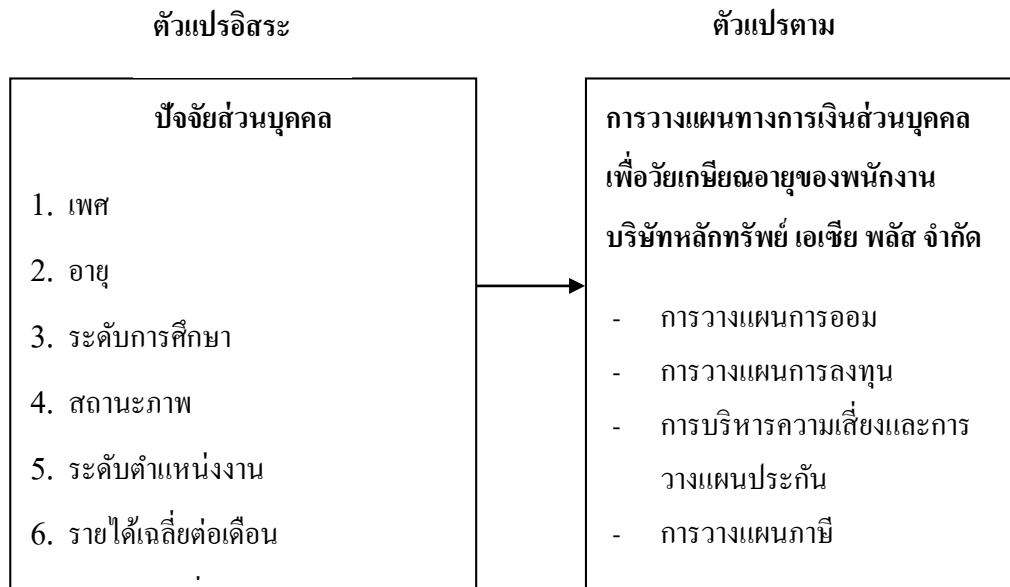 ตัวแปรอิสระ
ตัวแปรตาม
ปัจจัยส่วนบุคคล
1. เพศ
2. อายุ
3. ระดับการศึกษา
4. สถานะภาพ
5. ระดับตำแหน่งงาน
6. รายได้เฉลี่ยต่อเดือน
การวางแผนทางการเงินส่วนบุคคล
เพื่อวัยเกษียณอายุของพนักงาน
บริษัทหลักทรัพย์ เอเซีย พลัส จำกัด
- การวางแผนการออม
- การวางแผนการลงทุน
- การบริหารความเสี่ยงและการ
วางแผนประกัน
- การวางแผนภาษี